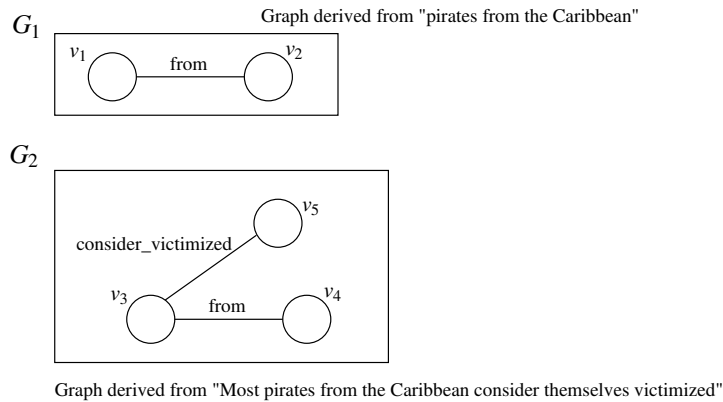 G1
Graph derived from "pirates from the Caribbean"
v1
from
v2
G2
v5
consider_victimized
v3
from
v4
Graph derived from "Most pirates from the Caribbean consider themselves victimized"